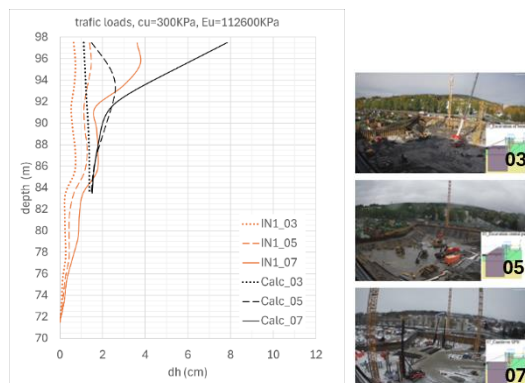 trafic loads, cu=300KPa, Eu=112600KPa
98
96
94
92
90
88
86
84
82
80
78
76
74
72
70
depth (m)
0
2
4
6
8
10
12
dh (cm)
IN1_03
IN1_05
IN1_07
Calc_03
Calc_05
Calc_07
03
05
07